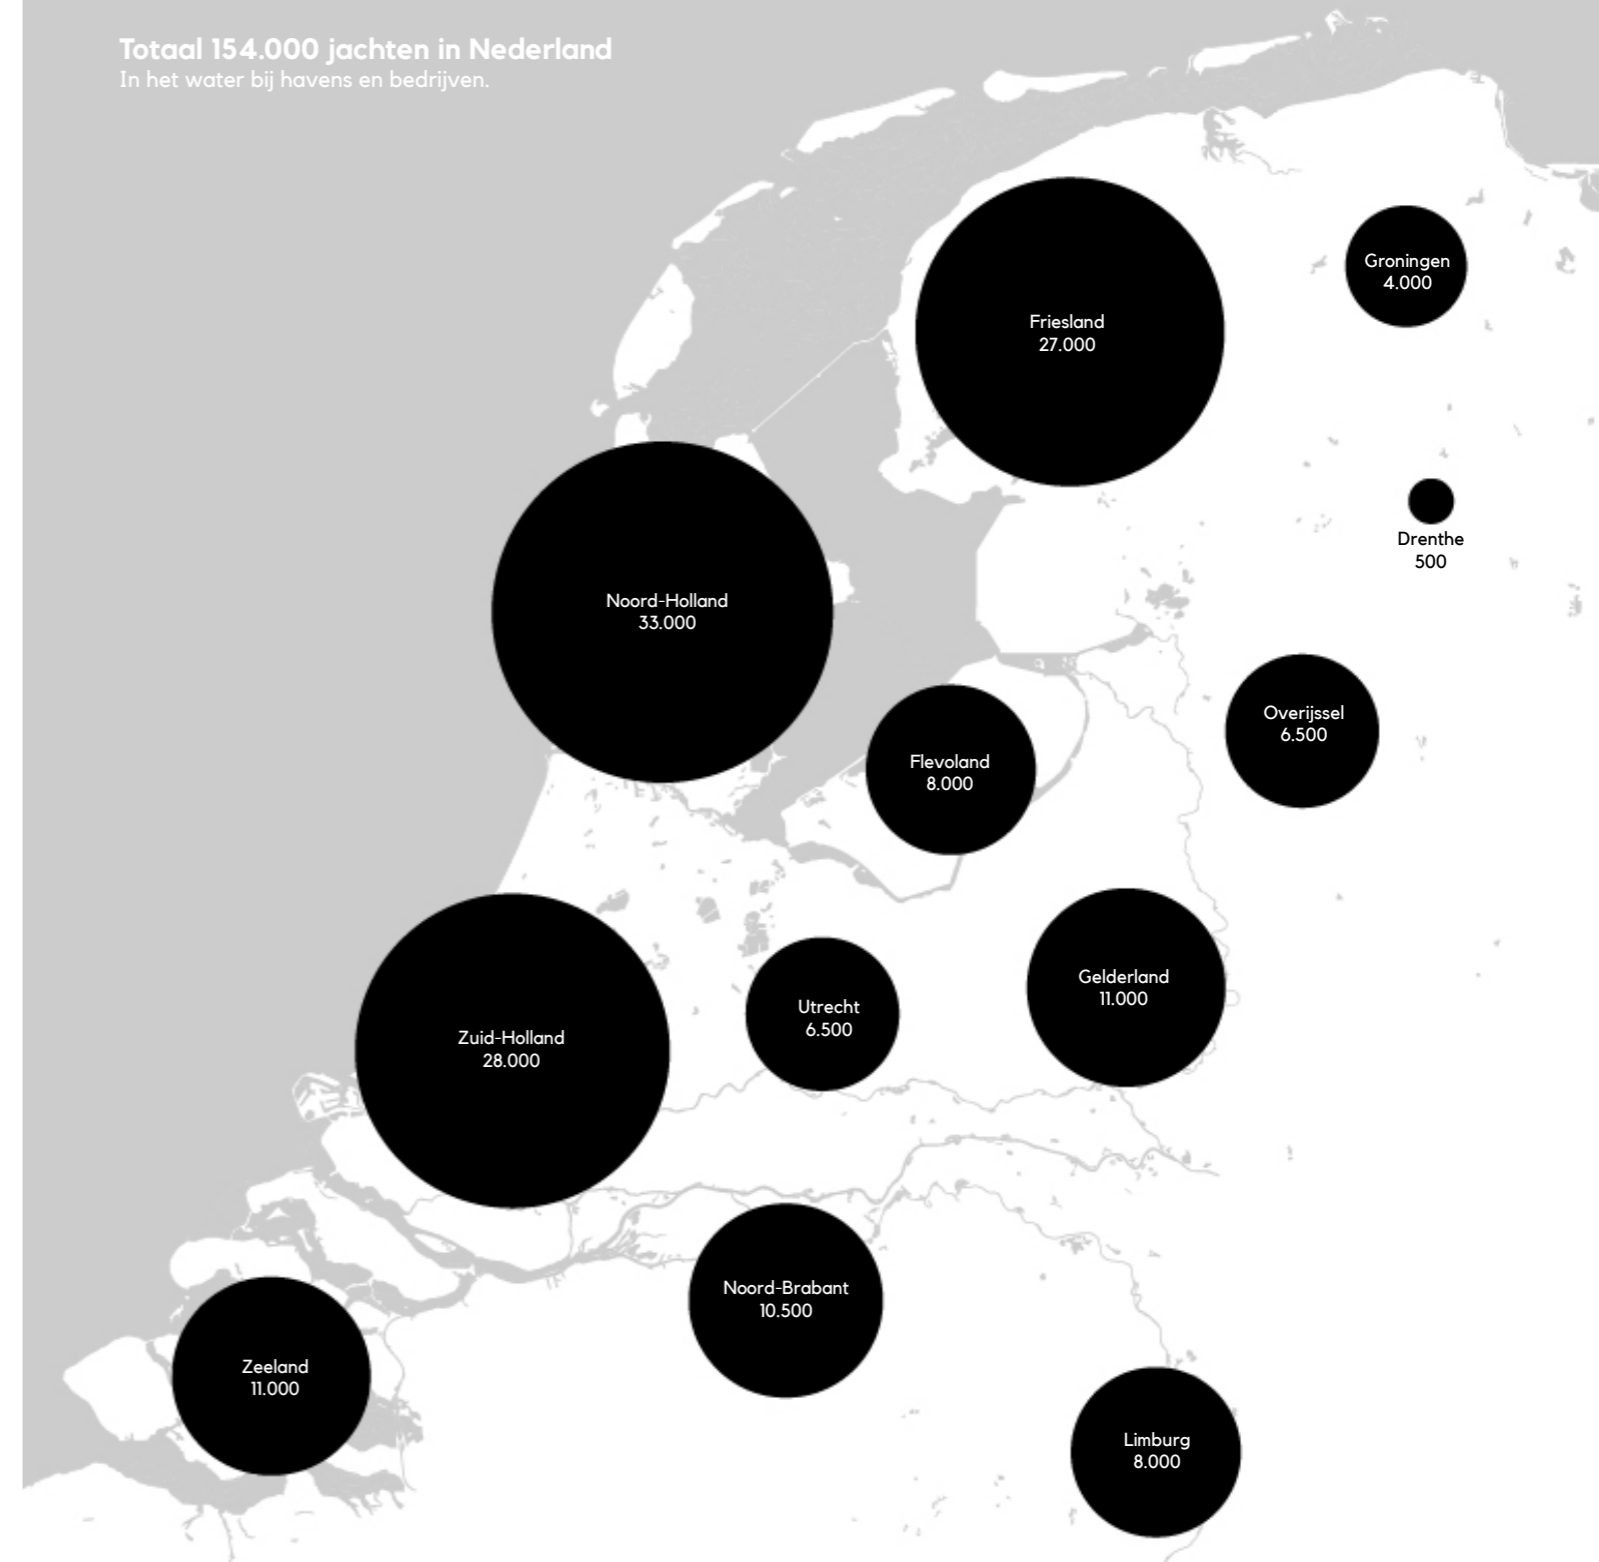 Totaal 154.000 jachten in Nederland
In het water bij havens en bedrijven.
Groningen
4.000
Friesland
27.000
Drenthe
500
Noord-Holland
33.000
Overijssel
6.500
Flevoland
8.000
Gelderland
11.000
Utrecht
6.500
Zuid-Holland
28.000
Noord-Brabant
10.500
Zeeland
11.000
Limburg
8.000